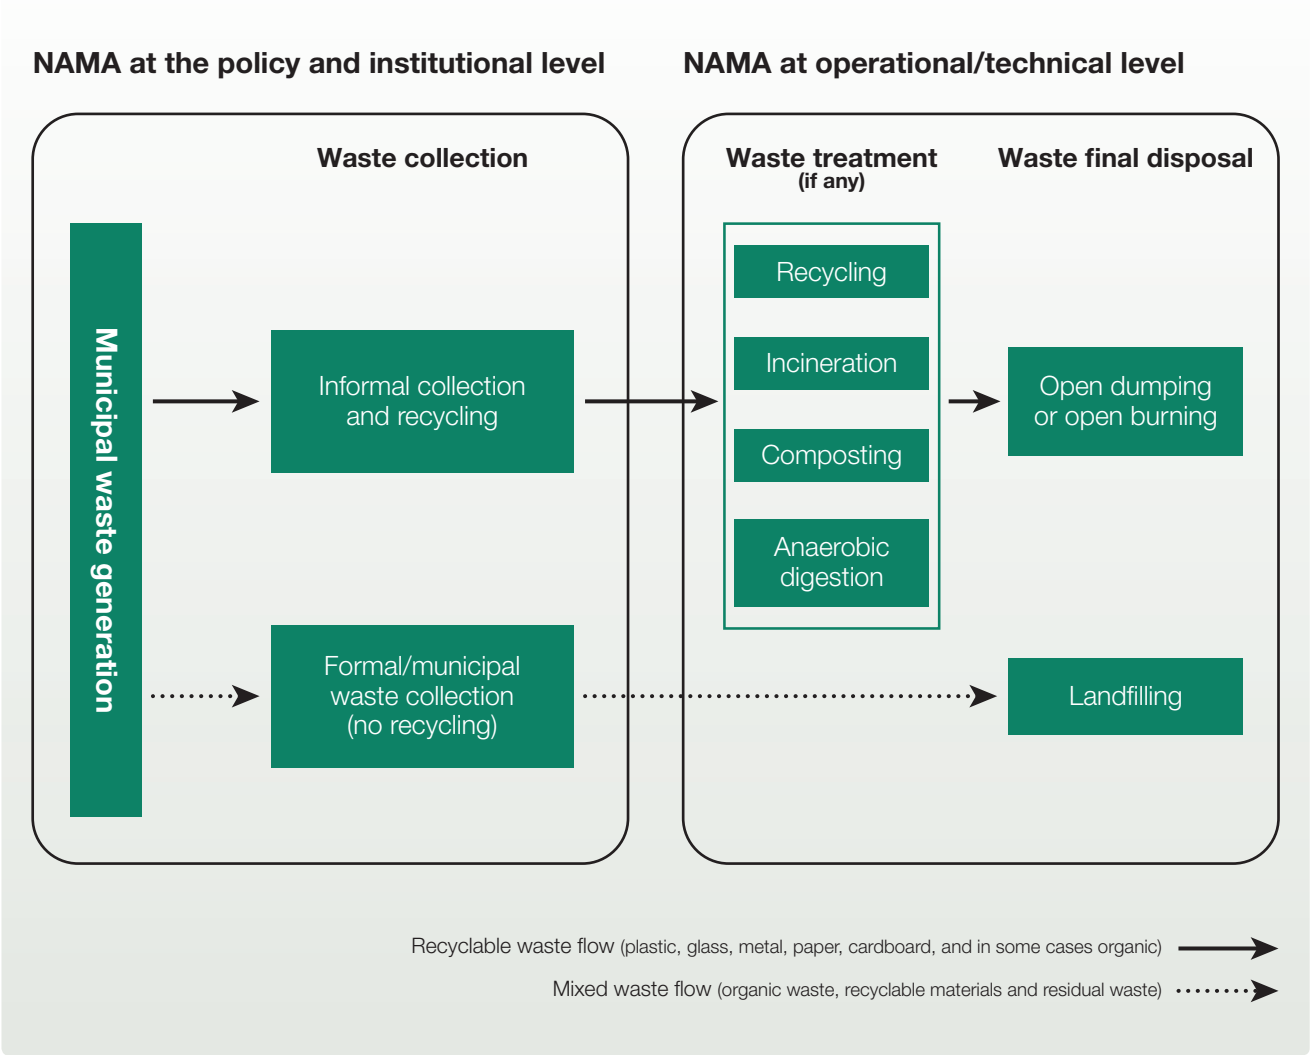 NAMA at the policy and institutional level
NAMA at operational/technical level
Waste collection
Waste treatment
(if any)
Waste final disposal
Municipal waste generation
Informal collection
and recycling
Formal/municipal
waste collection
(no recycling)
Recycling
Incineration
Composting
Anaerobic
digestion
Open dumping
or open burning
Landfilling
Recyclable waste flow (plastic, glass, metal, paper, cardboard, and in some cases organic)
Mixed waste flow (organic waste, recyclable materials and residual waste)